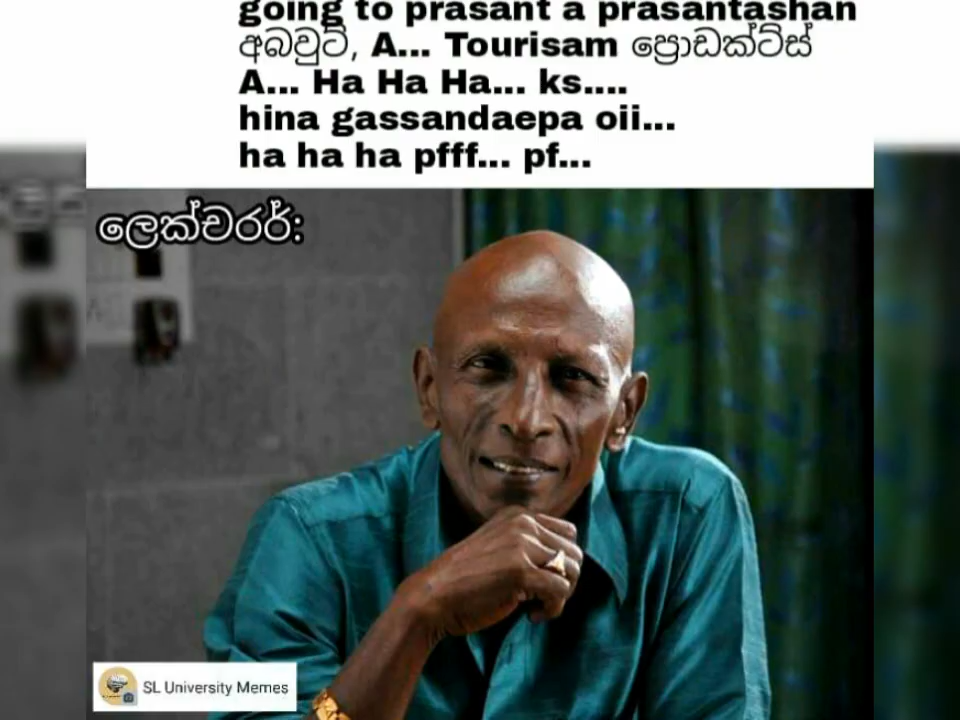 going to prasant a prasantashan
අබවුට්, A... Tourisam ප්‍රොඩක්ට්ස්
A... Ha Ha Ha... ks....
hina gassandaepa oii...
ha ha ha pfff... pf...
ලෙක්චරර්:
SL University Memes